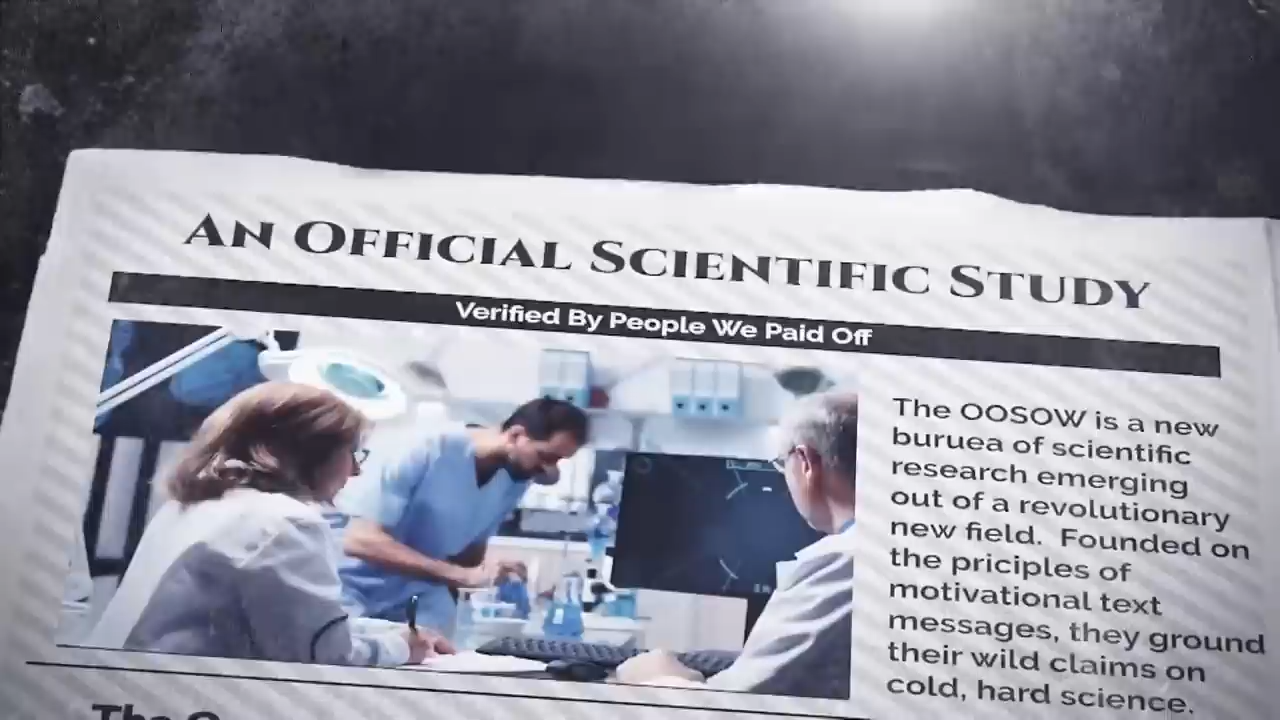 An Official Scientific Study
Verified By People We Paid Off
The OOSOW is a new
buruea of scientific
research emerging
out of a revolutionary
new field. Founded on
the priciples of
motivational text
messages, they ground
their wild claims on
cold, hard science.